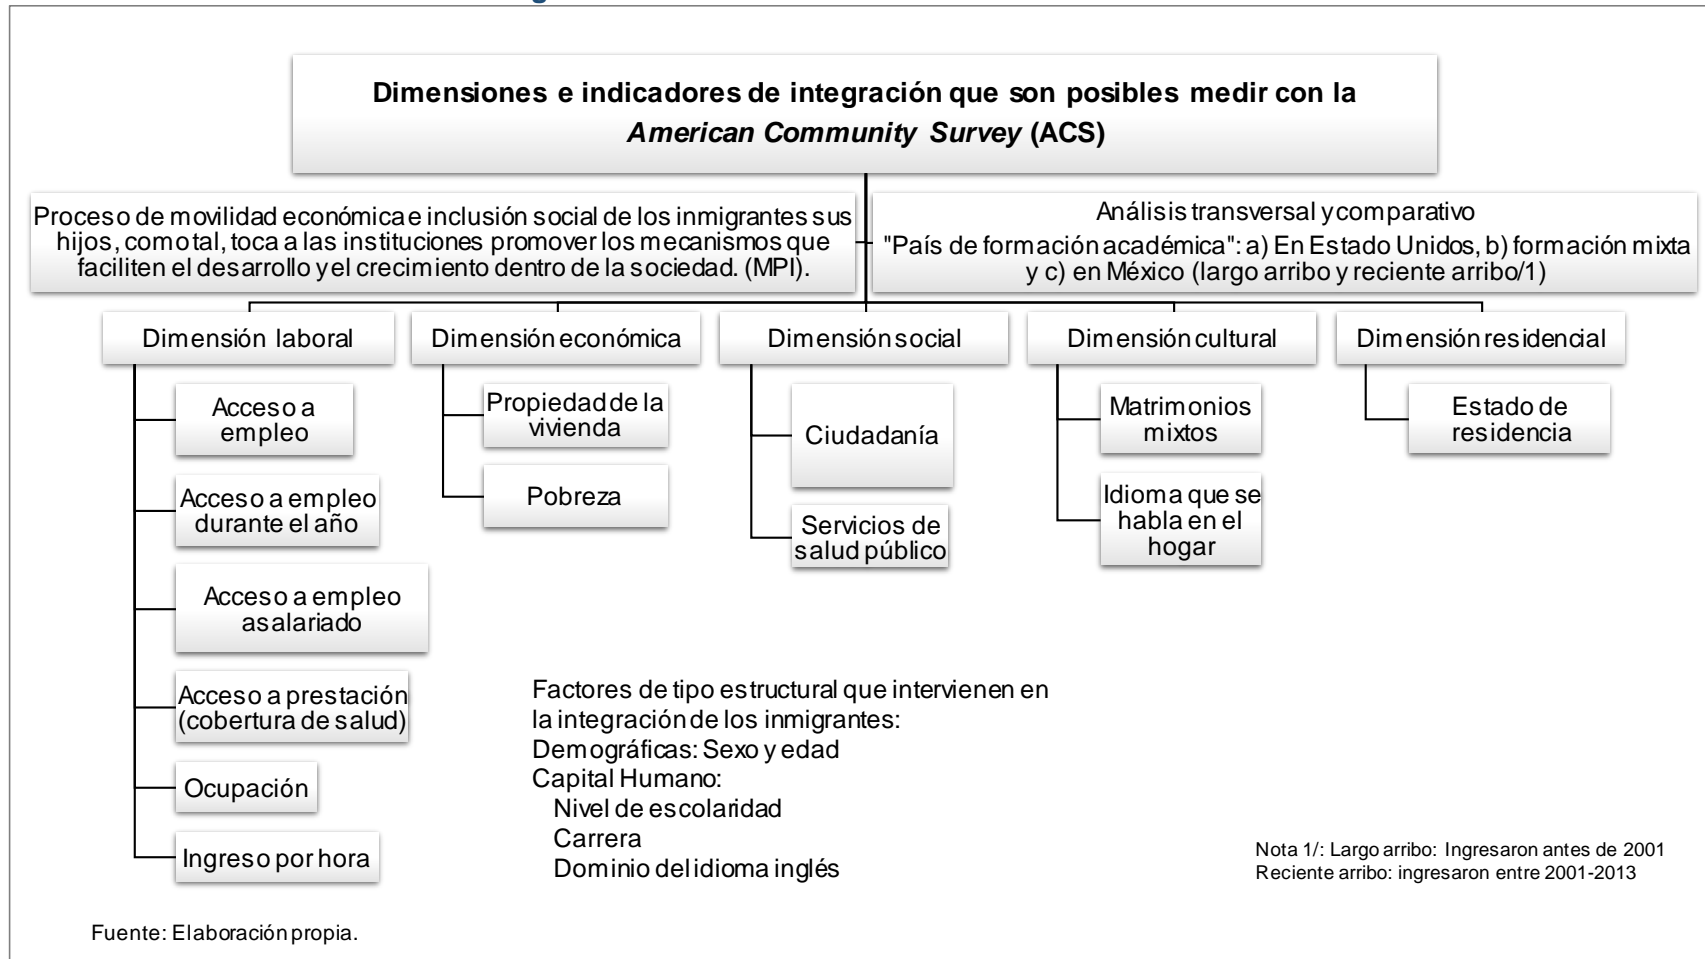 Dimensiones e indicadores de integración que son posibles medir con la
American Community Survey (ACS)
Proceso de movilidad económica e inclusión social de los inmigrantes sus
hijos, como tal, toca a las instituciones promover los mecanismos que
faciliten el desarrollo y el crecimiento dentro de la sociedad. (MPI).
Análisis transversal y comparativo
"País de formación académica": a) En Estado Unidos, b) formación mixta
y c) en México (largo arribo y reciente arribo/1)
Dimensión laboral
Acceso a
empleo
Acceso a empleo
durante el año
Acceso a empleo
asalariado
Acceso a prestación
(cobertura de salud)
Ocupación
Ingreso por hora
Dimensión económica
Propiedad de la
vivienda
Pobreza
Dimensión social
Ciudadanía
Servicios de
salud público
Dimensión cultural
Matrimonios
mixtos
Idioma que se
habla en el
hogar
Dimensión residencial
Estado de
residencia
Factores de tipo estructural que intervienen en
la integración de los inmigrantes:
Demográficas: Sexo y edad
Capital Humano:
Nivel de escolaridad
Carrera
Dominio del idioma inglés
Nota 1/: Largo arribo: Ingresaron antes de 2001
Reciente arribo: ingresaron entre 2001-2013
Fuente: Elaboración propia.